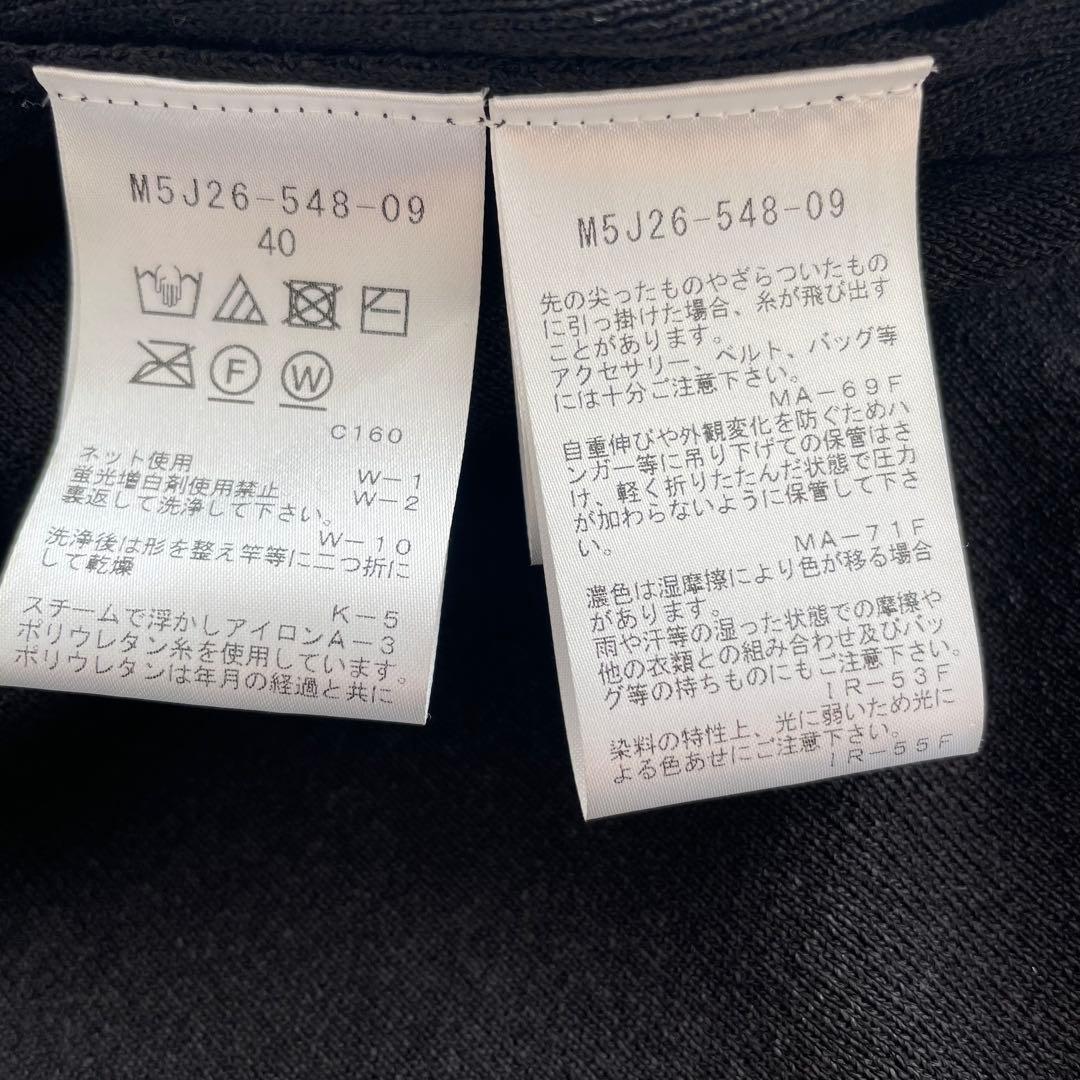 M5J26-548-09
40
F W
C160
ネット使用 W-1
蛍光増白剤使用禁止 W-2
裏返して洗浄して下さい。
W-10
洗浄後は形を整え竿等に二つ折に
して乾燥
K-5
スチームで浮かしアイロンA-3
ポリウレタン糸を使用しています。
ポリウレタンは年月の経過と共に
M5J26-548-09
先の尖ったものやざらついたもの
に引っ掛けた場合、糸が飛び出す
ことがあります。
アクセサリー、ベルト、バッグ等
には十分ご注意下さい。
MA-69F
自重伸びや外観変化を防ぐためハ
ンガー等に吊り下げての保管はさ
け、軽く折りたたんだ状態で圧力
が加わらないように保管して下さ
い。
MA-71F
濃色は湿摩擦により色が移る場合
があります。
雨や汗等の湿った状態での摩擦や
他の衣類との組み合わせ及びバッ
グ等の持ちものにもご注意下さい。
IR-53F
染料の特性上、光に弱いため光に
よる色あせにご注意下さい。
IR-55F